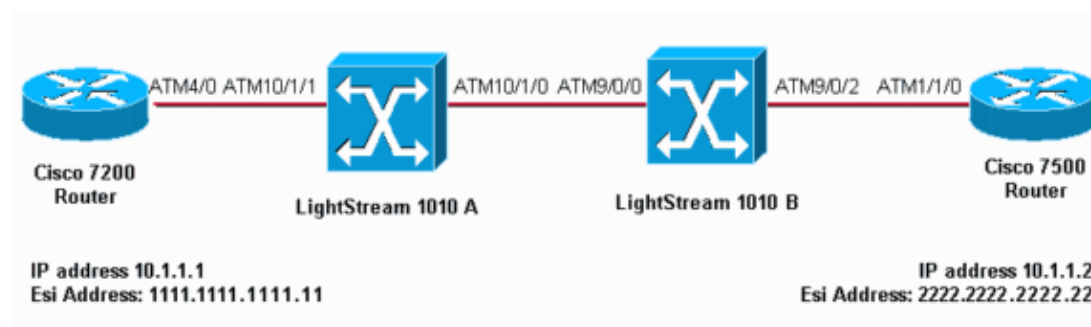 ATM4/0 ATM10/1/1 ATM10/1/0 ATM9/0/0 ATM9/0/2 ATM1/1/0
Cisco 7200
Router
LightStream 1010 A
LightStream 1010 B
Cisco 7500
Router
IP address 10.1.1.1
Esi Address: 1111.1111.1111.11
IP address 10.1.1.2
Esi Address: 2222.2222.2222.22